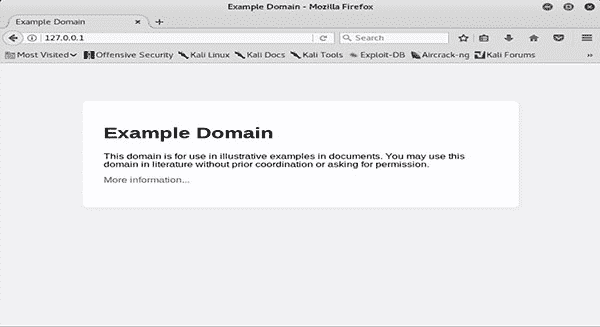 Example Domain - Mozilla Firefox
Example Domain
127.0.0.1
Search
Most Visited Offensive Security Kali Linux Kali Docs Kali Tools Exploit-DB Aircrack-ng Kali Forums
Example Domain
This domain is for use in illustrative examples in documents. You may use this
domain in literature without prior coordination or asking for permission.
More information...